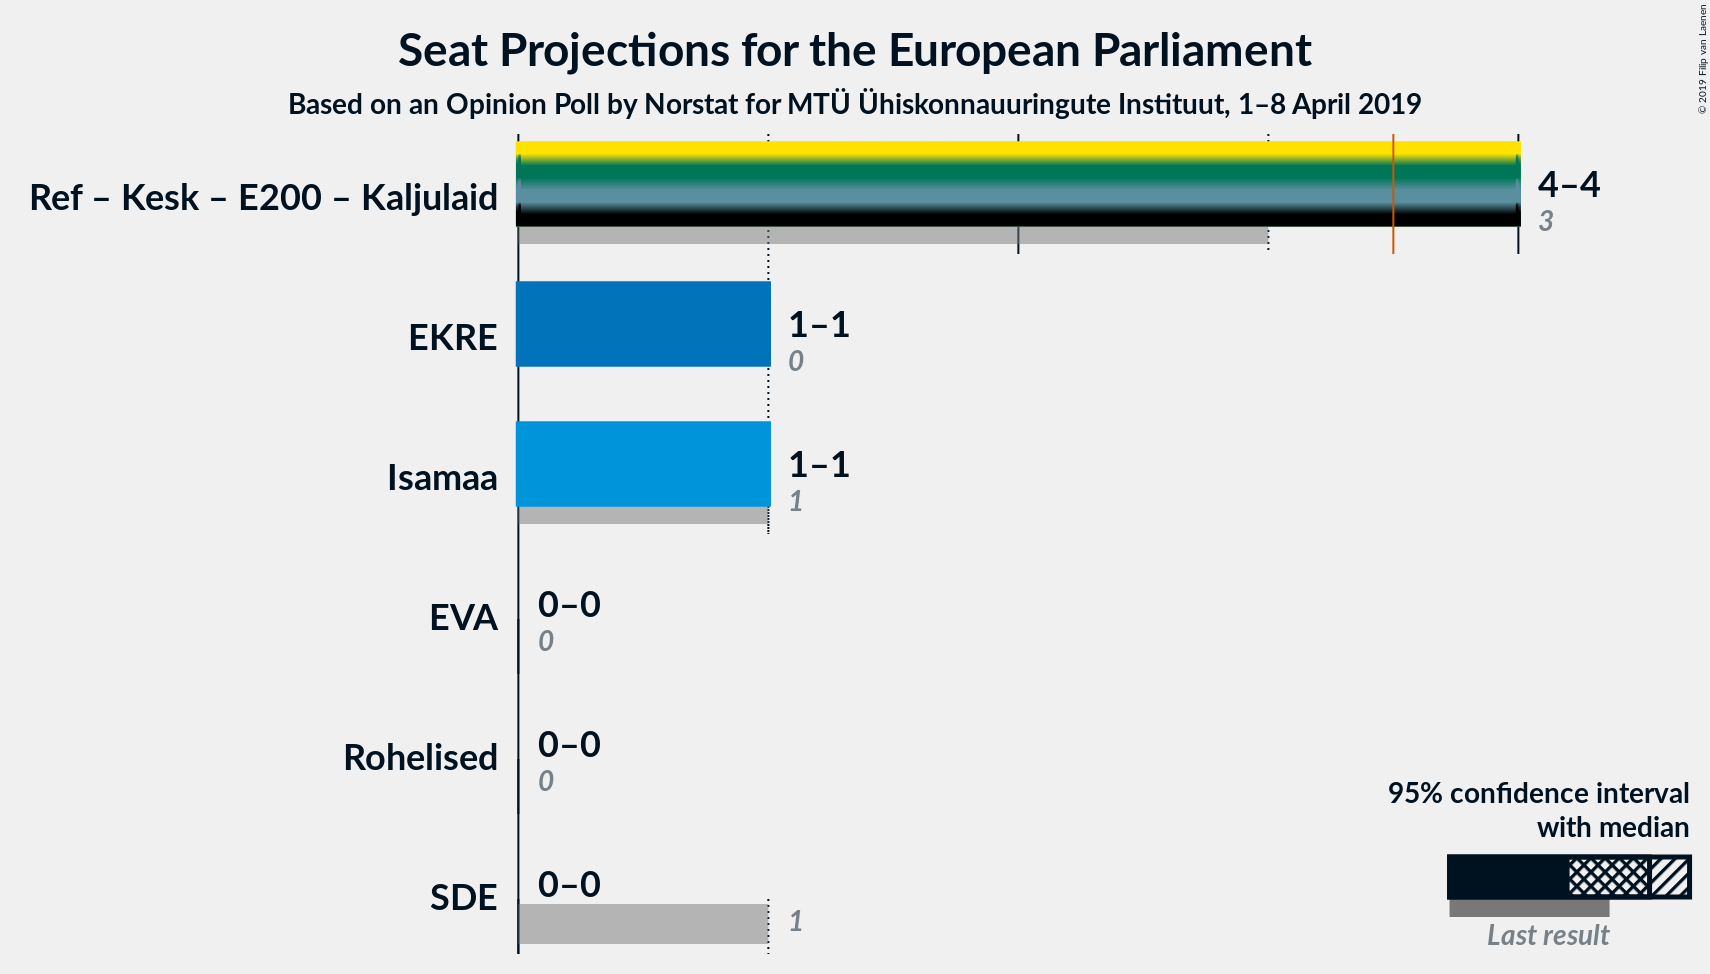 Seat Projections for the European Parliament
Based on an Opinion Poll by Norstat for MTÜ Ühiskonnauuringute Instituut, 1–8 April 2019
© 2019 Filip van Laenen
Ref – Kesk – E200 – Kaljulaid
4–4
3
EKRE
1–1
0
Isamaa
1–1
1
EVA
0–0
0
Rohelised
0–0
0
SDE
0–0
1
95% confidence interval
with median
Last result